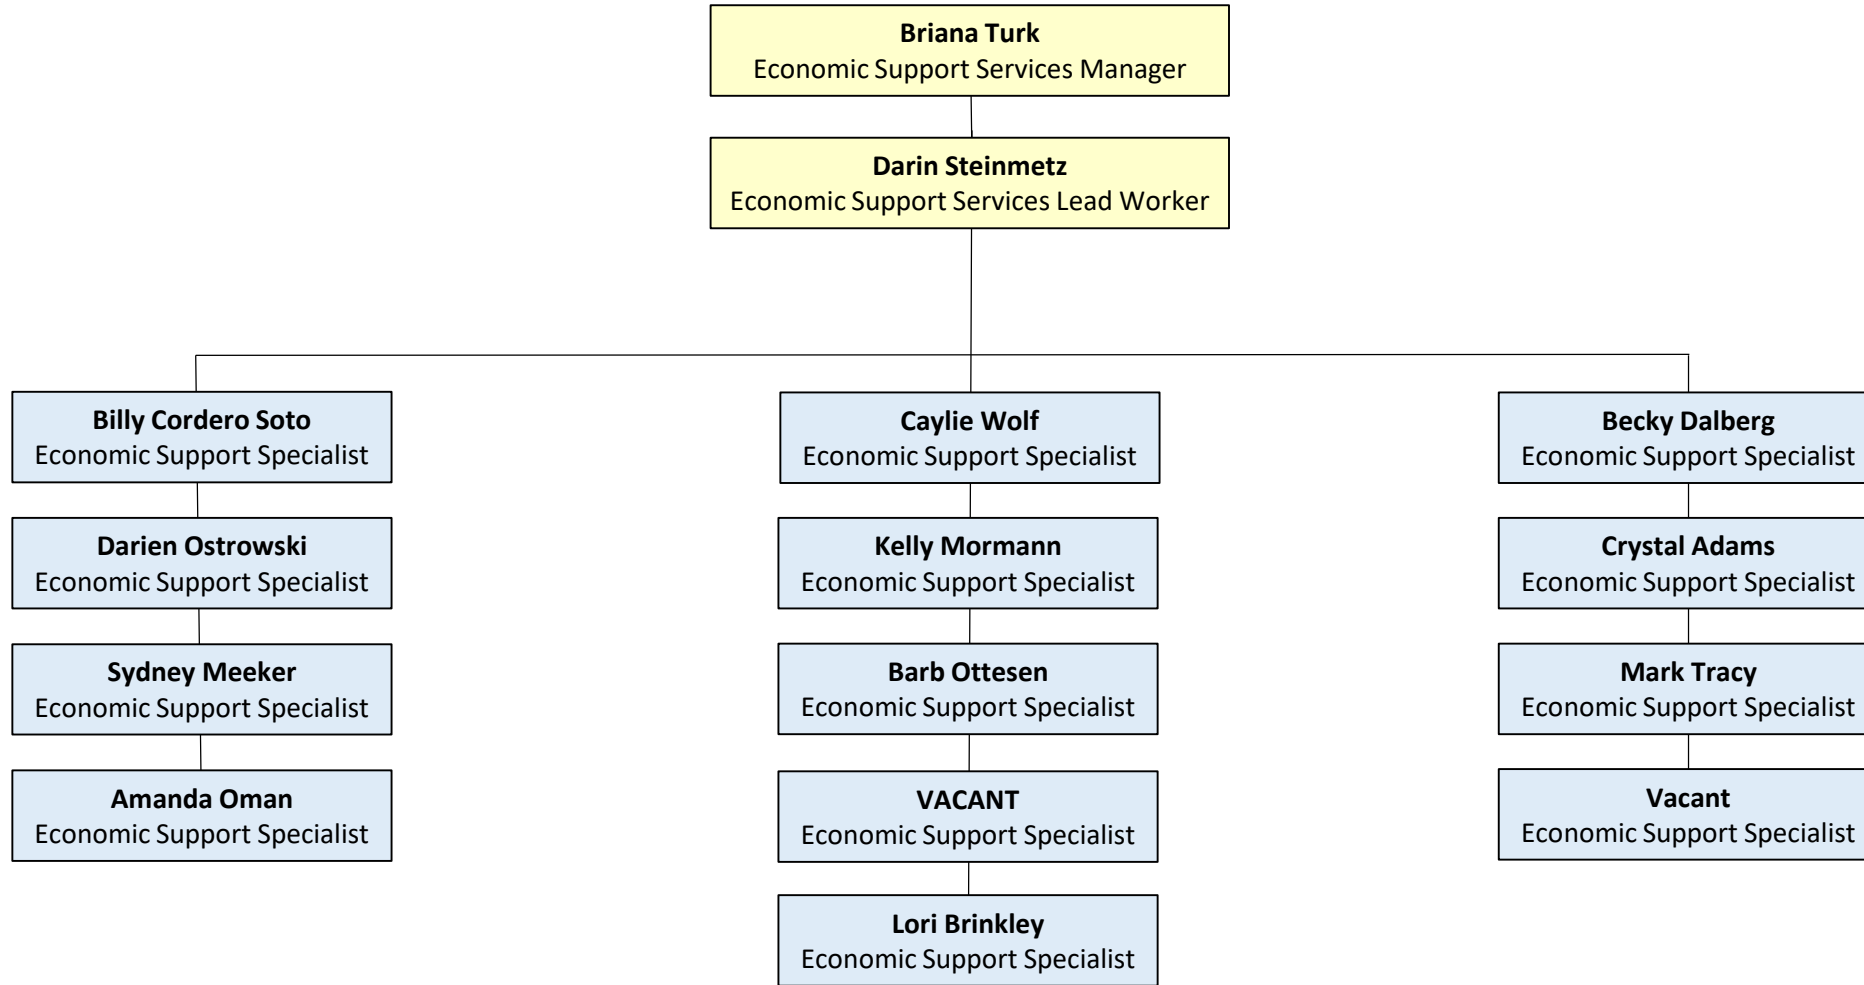 Briana Turk
Economic Support Services Manager
Darin Steinmetz
Economic Support Services Lead Worker
Billy Cordero Soto
Economic Support Specialist
Darien Ostrowski
Economic Support Specialist
Sydney Meeker
Economic Support Specialist
Amanda Oman
Economic Support Specialist
Caylie Wolf
Economic Support Specialist
Kelly Mormann
Economic Support Specialist
Barb Ottesen
Economic Support Specialist
VACANT
Economic Support Specialist
Lori Brinkley
Economic Support Specialist
Becky Dalberg
Economic Support Specialist
Crystal Adams
Economic Support Specialist
Mark Tracy
Economic Support Specialist
Vacant
Economic Support Specialist